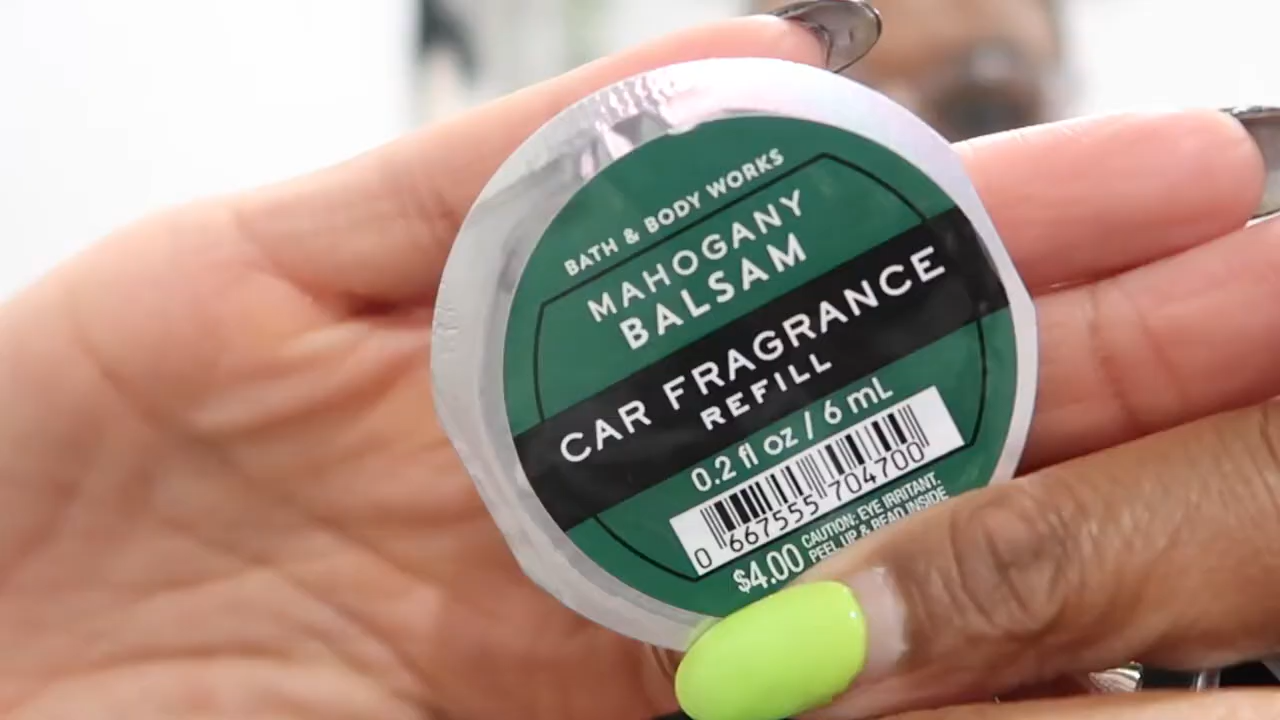 BATH & BODY WORKS
MAHOGANY
BALSAM
CAR FRAGRANCE
REFILL
0.2 fl oz / 6 mL
0 667555 704700
$4.00
CAUTION: EYE IRRITANT.
PEEL UP & READ INSIDE